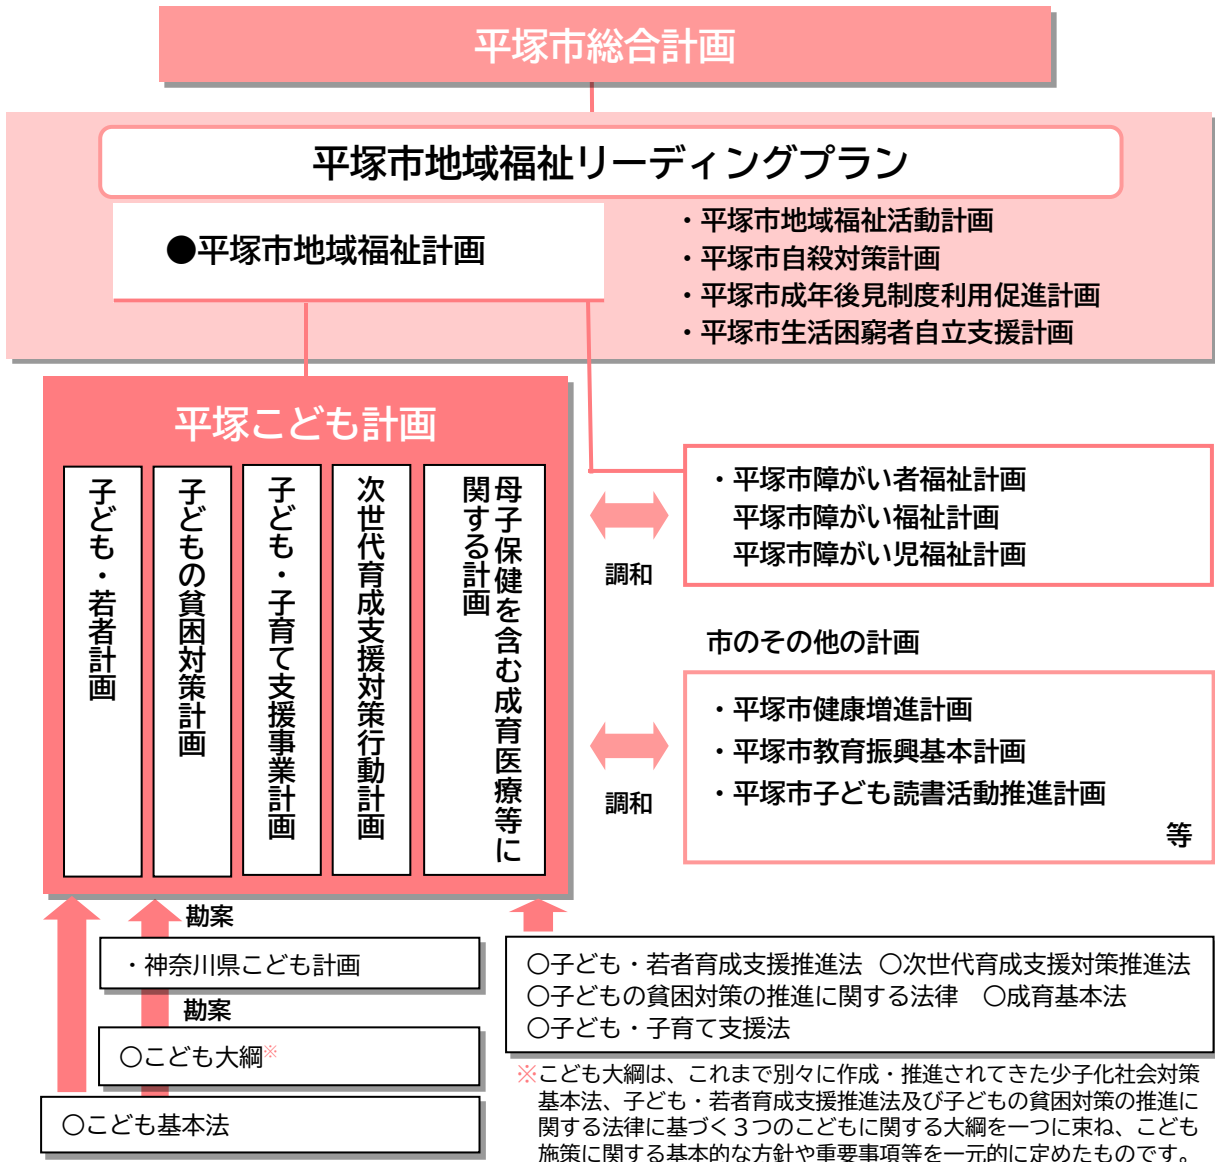 平塚市総合計画
平塚市地域福祉リーディングプラン
●平塚市地域福祉計画
・平塚市地域福祉活動計画
・平塚市自殺対策計画
・平塚市成年後見制度利用促進計画
・平塚市生活困窮者自立支援計画
平塚こども計画
子ども・若者計画
子どもの貧困対策計画
子ども・子育て支援事業計画
次世代育成支援対策行動計画
母子保健を含む成育医療等に
関する計画
調和
・平塚市障がい者福祉計画
平塚市障がい福祉計画
平塚市障がい児福祉計画
市のその他の計画
調和
・平塚市健康増進計画
・平塚市教育振興基本計画
・平塚市子ども読書活動推進計画
等
勘案
・神奈川県こども計画
勘案
〇こども大綱※
〇こども基本法
〇子ども・若者育成支援推進法 〇次世代育成支援対策推進法
〇子どもの貧困対策の推進に関する法律 〇成育基本法
〇子ども・子育て支援法
※こども大綱は、これまで別々に作成・推進されてきた少子化社会対策
基本法、子ども・若者育成支援推進法及び子どもの貧困対策の推進に
関する法律に基づく３つのこどもに関する大綱を一つに束ね、こども
施策に関する基本的な方針や重要事項等を一元的に定めたものです。